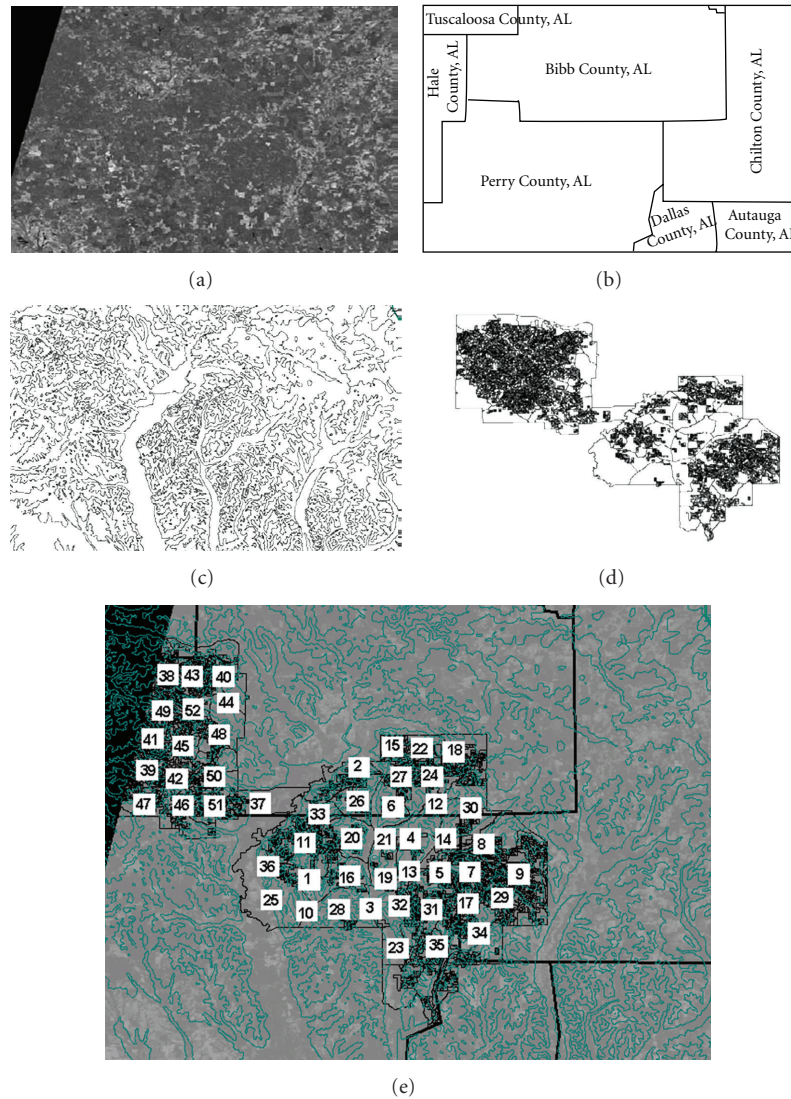 (a)
Tuscaloosa County, AL
Hale
County, AL
Bibb County, AL
Chilton County, AL
Perry County, AL
Dallas
County, AL
Autauga
County, AL
(b)
(c)
(d)
38 43 40
49 52 44
41 45 48
39 42 50
47 46 51 37
15 22 18
2 27 24
33 26 6 12 30
11 20 21 4 14 8
36 1 16 19 13 5 7 9
25 10 28 3 32 31 17 29
23 35 34
(e)